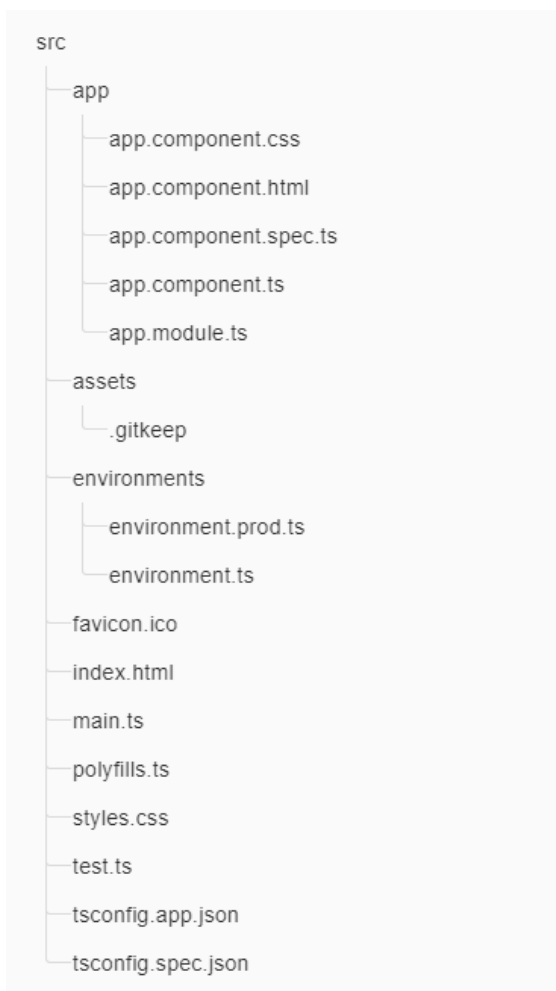 src
app
app.component.css
app.component.html
app.component.spec.ts
app.component.ts
app.module.ts
assets
.gitkeep
environments
environment.prod.ts
environment.ts
favicon.ico
index.html
main.ts
polyfills.ts
styles.css
test.ts
tsconfig.app.json
tsconfig.spec.json